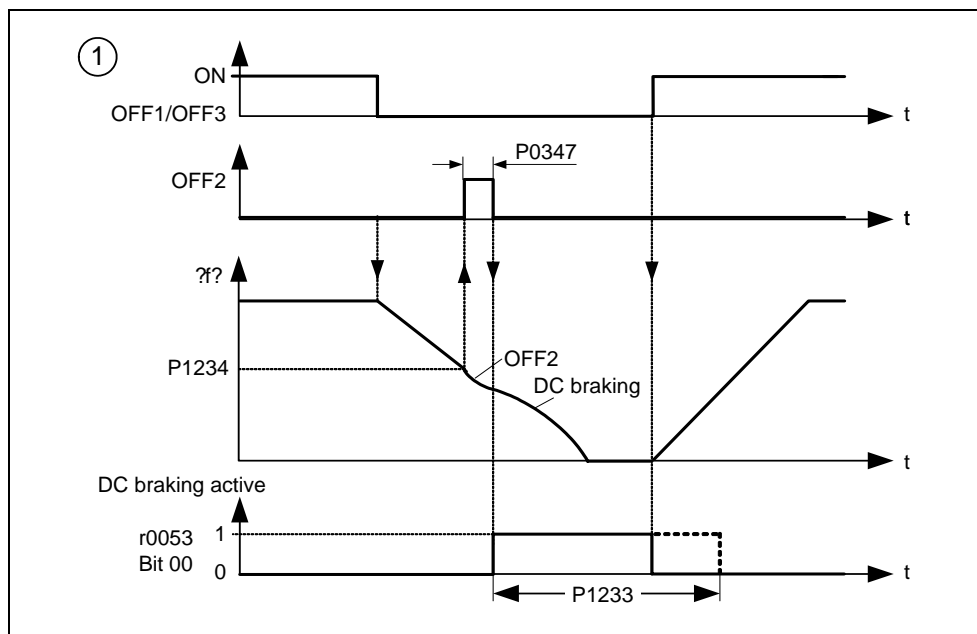 1
ON
OFF1/OFF3
t
P0347
OFF2
t
?f?
P1234
OFF2
DC braking
t
DC braking active
r0053
Bit 00
1
0
t
P1233